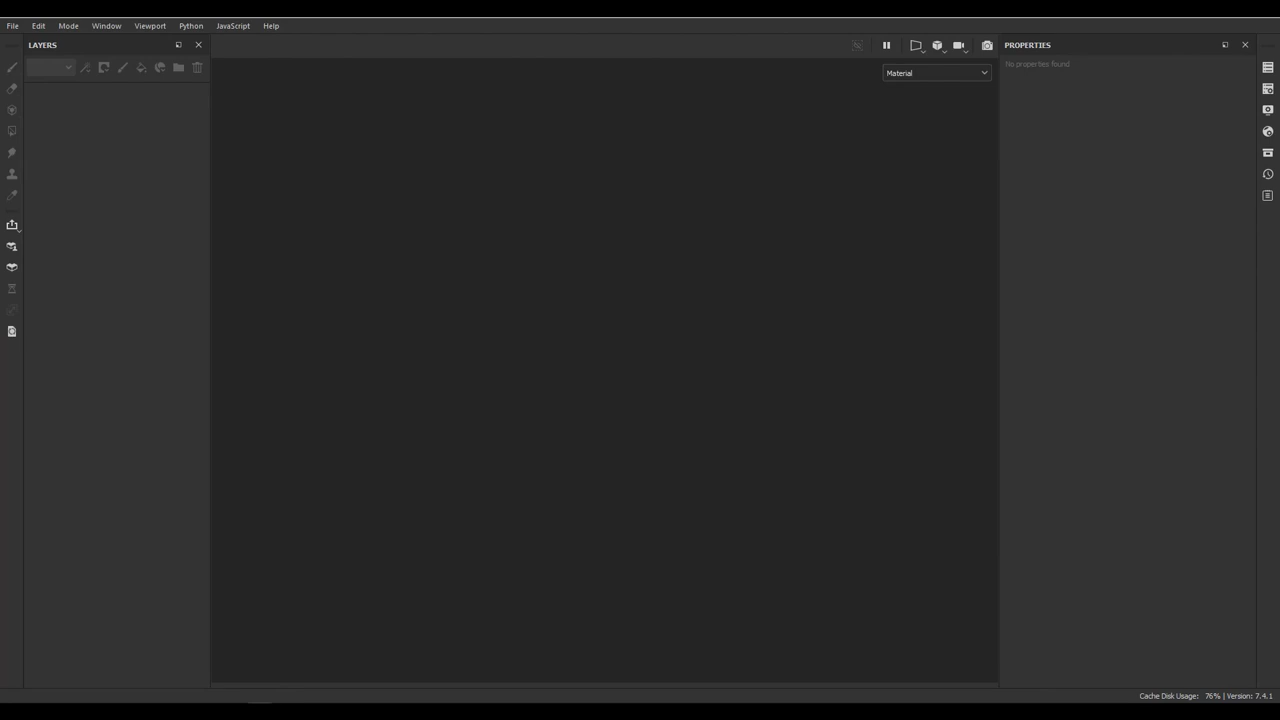 File Edit Mode Window Viewport Python JavaScript Help
LAYERS
PROPERTIES
Material
No properties found
Cache Disk Usage: 76% | Version: 7.4.1